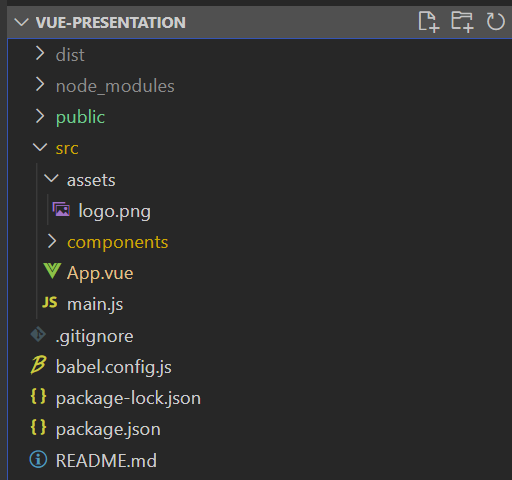 VUE-PRESENTATION
dist
node_modules
public
src
assets
logo.png
components
App.vue
JS main.js
.gitignore
babel.config.js
{} package-lock.json
{} package.json
README.md